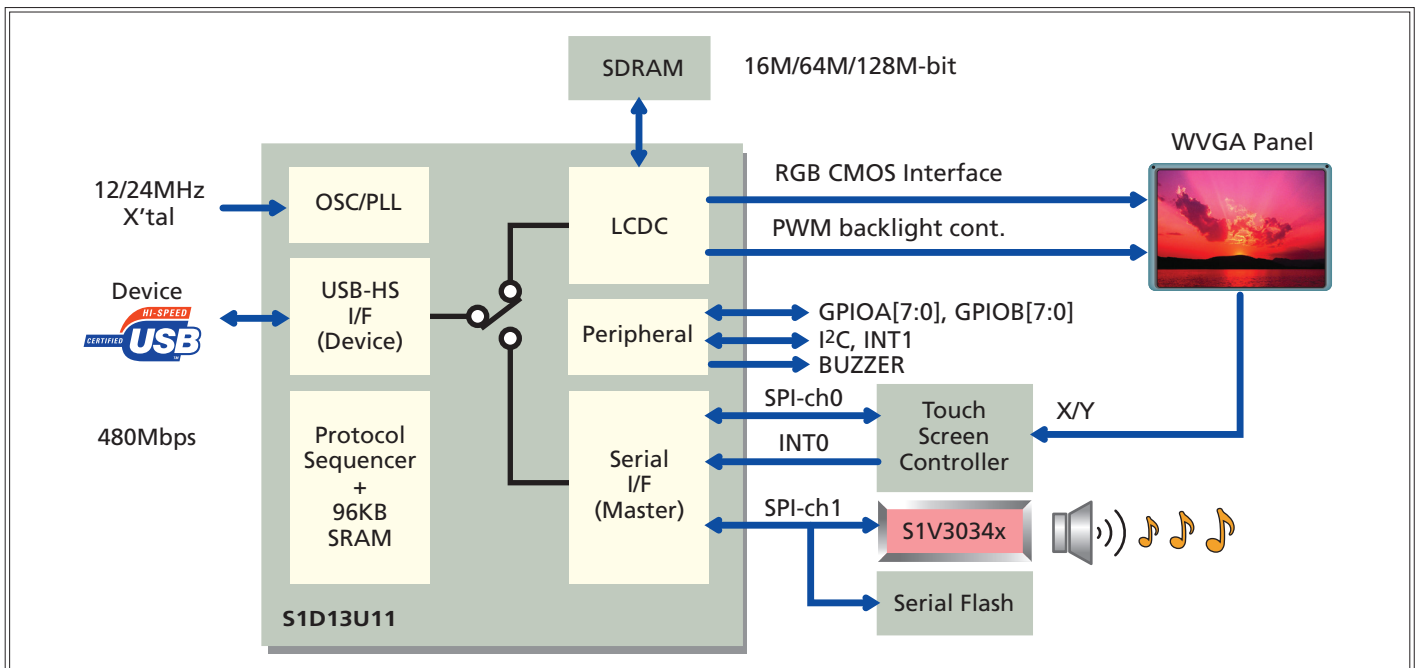 SDRAM
16M/64M/128M-bit
WVGA Panel
12/24MHz
X'tal
OSC/PLL
LCDC
RGB CMOS Interface
PWM backlight cont.
Device
HI-SPEED
CERTIFIED
USB
TM
480Mbps
USB-HS
I/F
(Device)
Peripheral
GPIOA[7:0], GPIOB[7:0]
I²C, INT1
BUZZER
Protocol
Sequencer
+
96KB
SRAM
Serial
I/F
(Master)
SPI-ch0
INT0
SPI-ch1
Touch
Screen
Controller
X/Y
S1V3034x
Serial Flash
S1D13U11